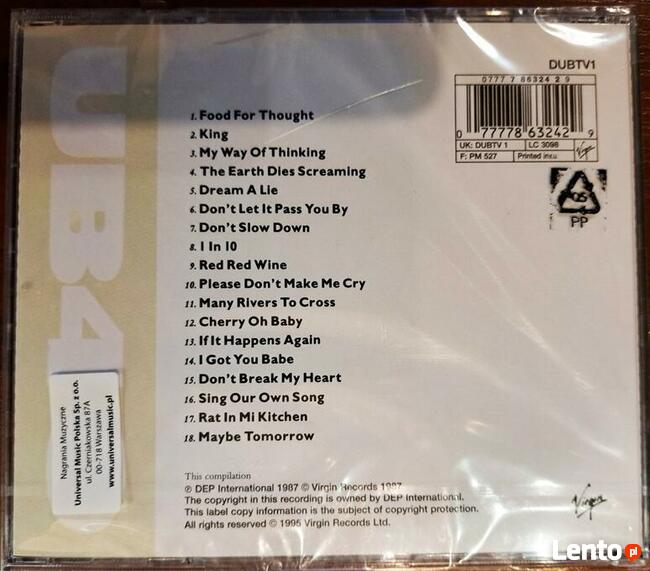 DUBTV1
0777 7 86324 2 9
0 77778 63242 9
UK: DUBTV 1
LC 3098
Virgin
F: PM 527
Printed in E.U
05
PP
UB40
1. Food For Thought
2. King
3. My Way Of Thinking
4. The Earth Dies Screaming
5. Dream A Lie
6. Don't Let It Pass You By
7. Don't Slow Down
8. 1 In 10
9. Red Red Wine
10. Please Don't Make Me Cry
11. Many Rivers To Cross
12. Cherry Oh Baby
13. If It Happens Again
14. I Got You Babe
15. Don't Break My Heart
16. Sing Our Own Song
17. Rat In Mi Kitchen
18. Maybe Tomorrow
Nagrania Muzyczne
Universal Music Polska Sp. z o.o.
ul. Czerniakowska 87A
00-718 Warszawa
www.universalmusic.pl
This compilation
℗ DEP International 1987 © Virgin Records 1987
The copyright in this recording is owned by DEP International.
This label copy information is the subject of copyright protection.
All rights reserved © 1995 Virgin Records Ltd.
Virgin
Lento pl